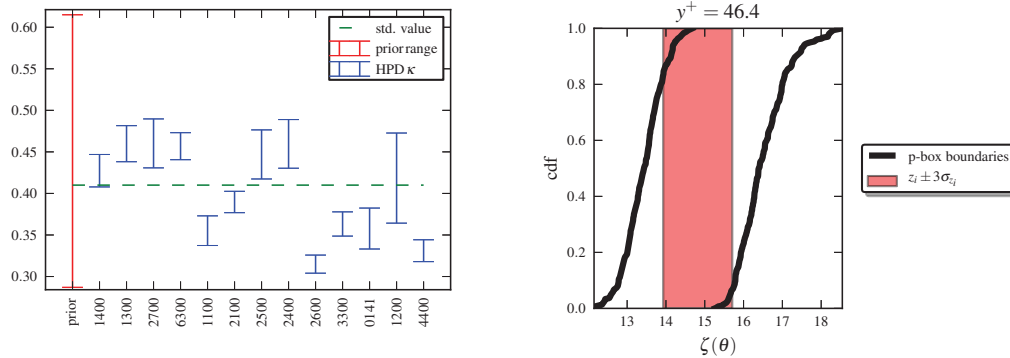 0.60
0.55
0.50
0.45
0.40
0.35
0.30
std. value
prior range
HPD κ
prior
1400
1300
2700
6300
1100
2100
2500
2400
2600
3300
0141
1200
4400
y⁺ = 46.4
1.0
0.8
0.6
0.4
0.2
0.0
cdf
13 14 15 16 17 18
ζ(θ)
p-box boundaries
zᵢ ± 3σ_{zᵢ}